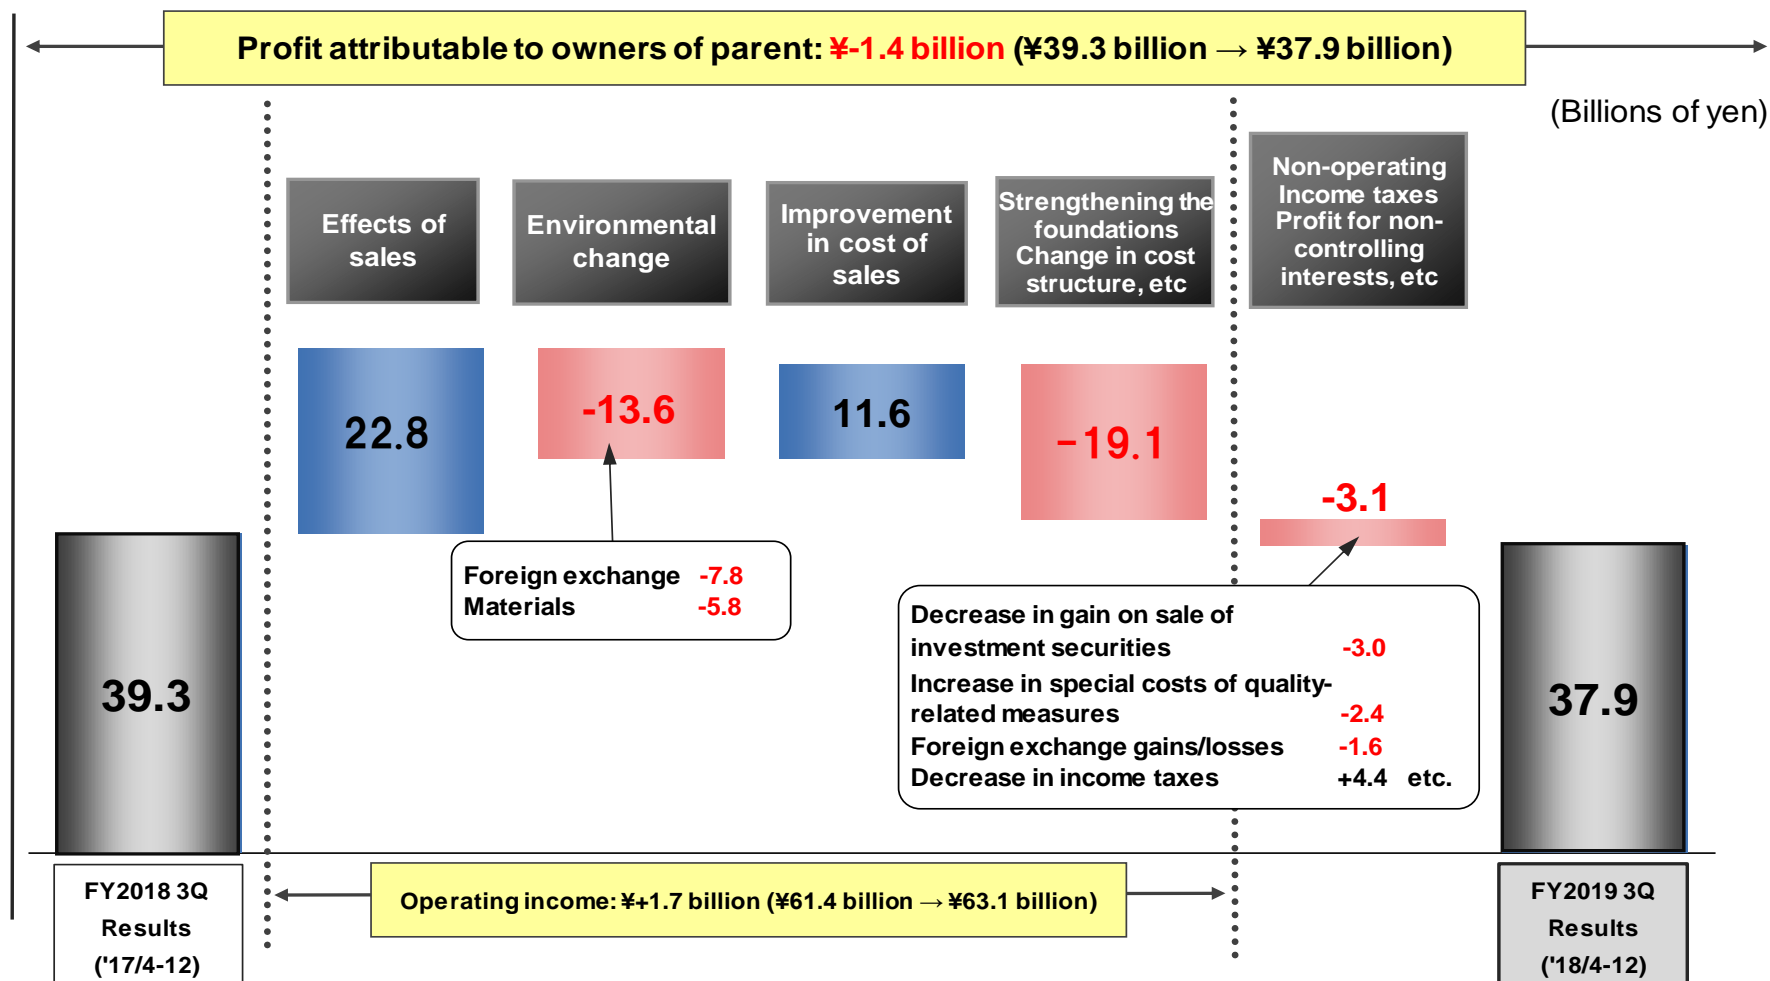 Profit attributable to owners of parent: ¥-1.4 billion (¥39.3 billion → ¥37.9 billion)
(Billions of yen)
Effects of
sales
Environmental
change
Improvement
in cost of
sales
Strengthening the
foundations
Change in cost
structure, etc
Non-operating
Income taxes
Profit for non-
controlling
interests, etc
22.8
-13.6
11.6
-19.1
-3.1
Foreign exchange -7.8
Materials -5.8
Decrease in gain on sale of
investment securities -3.0
Increase in special costs of quality-
related measures -2.4
Foreign exchange gains/losses -1.6
Decrease in income taxes +4.4 etc.
39.3
37.9
FY2018 3Q
Results
('17/4-12)
Operating income: ¥+1.7 billion (¥61.4 billion → ¥63.1 billion)
FY2019 3Q
Results
('18/4-12)